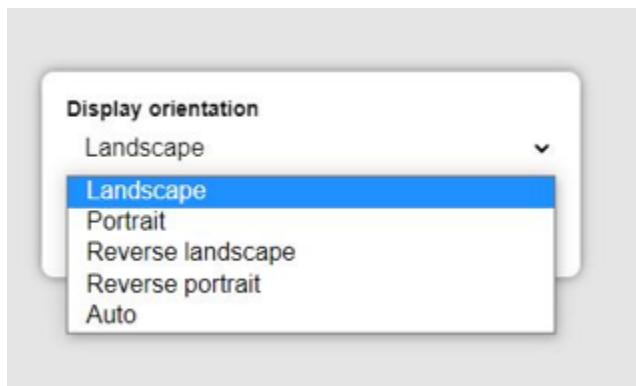 Display orientation
Landscape
Landscape
Portrait
Reverse landscape
Reverse portrait
Auto